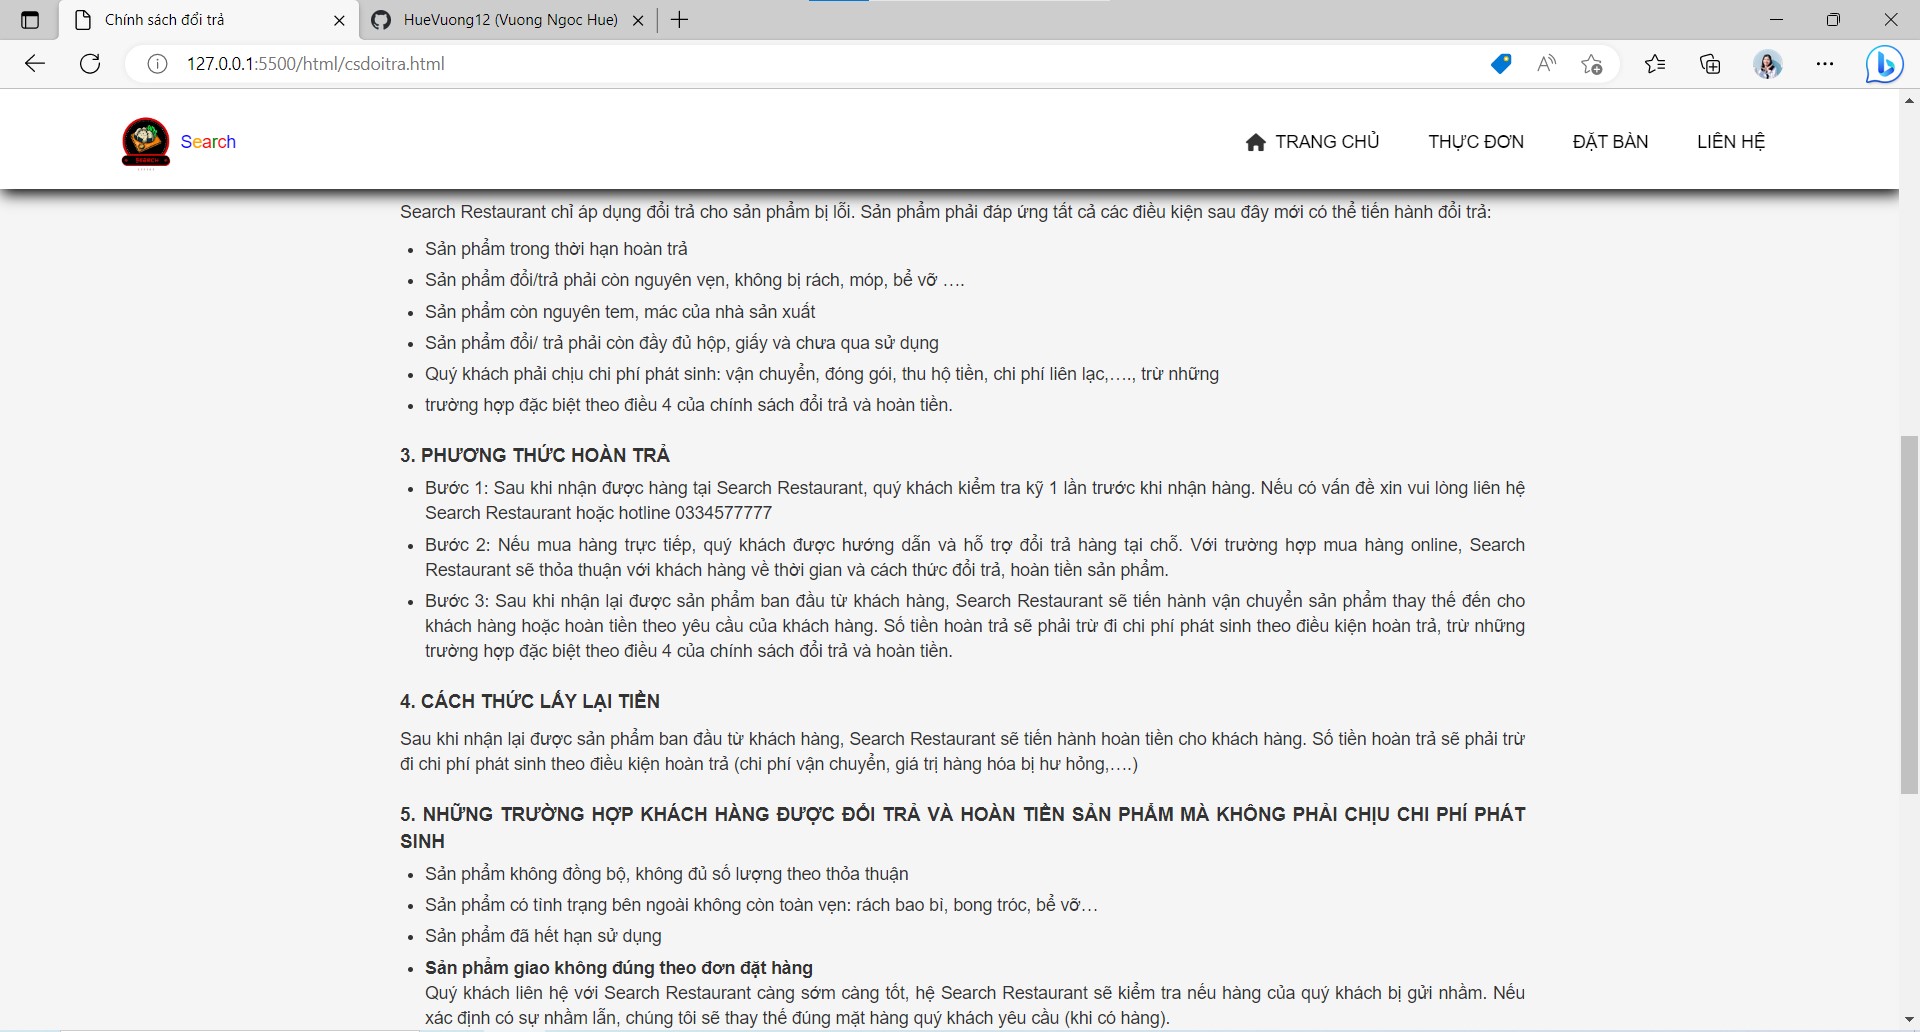 Chính sách đổi trả
HueVuong12 (Vuong Ngoc Hue)
127.0.0.1:5500/html/csdoitra.html
SEARCH
Search
TRANG CHỦ
THỰC ĐƠN
ĐẶT BÀN
LIÊN HỆ
Search Restaurant chỉ áp dụng đổi trả cho sản phẩm bị lỗi. Sản phẩm phải đáp ứng tất cả các điều kiện sau đây mới có thể tiến hành đổi trả:
• Sản phẩm trong thời hạn hoàn trả
• Sản phẩm đổi/trả phải còn nguyên vẹn, không bị rách, móp, bể vỡ ….
• Sản phẩm còn nguyên tem, mác của nhà sản xuất
• Sản phẩm đổi/ trả phải còn đầy đủ hộp, giấy và chưa qua sử dụng
• Quý khách phải chịu chi phí phát sinh: vận chuyển, đóng gói, thu hộ tiền, chi phí liên lạc,…., trừ những
• trường hợp đặc biệt theo điều 4 của chính sách đổi trả và hoàn tiền.
3. PHƯƠNG THỨC HOÀN TRẢ
• Bước 1: Sau khi nhận được hàng tại Search Restaurant, quý khách kiểm tra kỹ 1 lần trước khi nhận hàng. Nếu có vấn đề xin vui lòng liên hệ
Search Restaurant hoặc hotline 0334577777
• Bước 2: Nếu mua hàng trực tiếp, quý khách được hướng dẫn và hỗ trợ đổi trả hàng tại chỗ. Với trường hợp mua hàng online, Search
Restaurant sẽ thỏa thuận với khách hàng về thời gian và cách thức đổi trả, hoàn tiền sản phẩm.
• Bước 3: Sau khi nhận lại được sản phẩm ban đầu từ khách hàng, Search Restaurant sẽ tiến hành vận chuyển sản phẩm thay thế đến cho
khách hàng hoặc hoàn tiền theo yêu cầu của khách hàng. Số tiền hoàn trả sẽ phải trừ đi chi phí phát sinh theo điều kiện hoàn trả, trừ những
trường hợp đặc biệt theo điều 4 của chính sách đổi trả và hoàn tiền.
4. CÁCH THỨC LẤY LẠI TIỀN
Sau khi nhận lại được sản phẩm ban đầu từ khách hàng, Search Restaurant sẽ tiến hành hoàn tiền cho khách hàng. Số tiền hoàn trả sẽ phải trừ
đi chi phí phát sinh theo điều kiện hoàn trả (chi phí vận chuyển, giá trị hàng hóa bị hư hỏng,….)
5. NHỮNG TRƯỜNG HỢP KHÁCH HÀNG ĐƯỢC ĐỔI TRẢ VÀ HOÀN TIỀN SẢN PHẨM MÀ KHÔNG PHẢI CHỊU CHI PHÍ PHÁT
SINH
• Sản phẩm không đồng bộ, không đủ số lượng theo thỏa thuận
• Sản phẩm có tình trạng bên ngoài không còn toàn vẹn: rách bao bì, bong tróc, bể vỡ…
• Sản phẩm đã hết hạn sử dụng
• Sản phẩm giao không đúng theo đơn đặt hàng
Quý khách liên hệ với Search Restaurant càng sớm càng tốt, hệ Search Restaurant sẽ kiểm tra nếu hàng của quý khách bị gửi nhầm. Nếu
xác định có sự nhầm lẫn, chúng tôi sẽ thay thế đúng mặt hàng quý khách yêu cầu (khi có hàng).